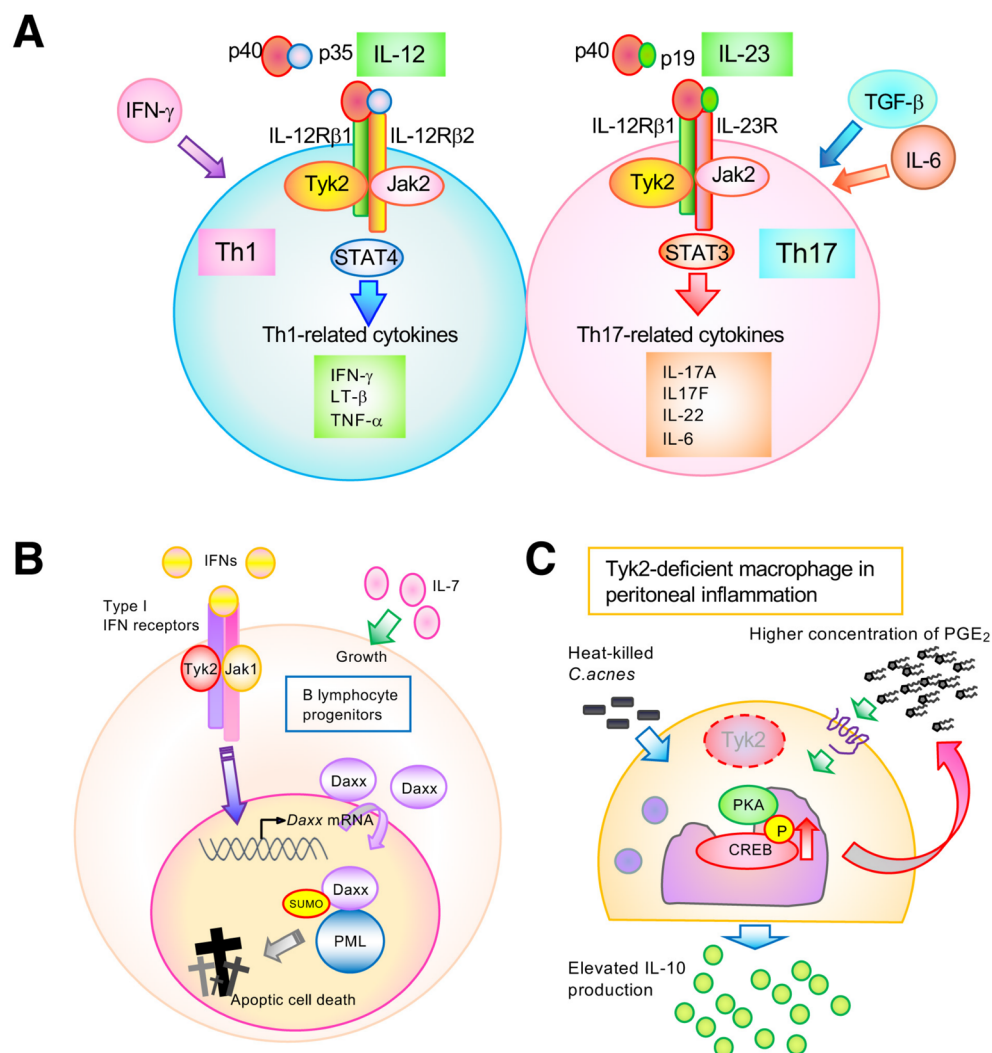 A
p40
p35
IL-12
IFN-γ
IL-12Rβ1
IL-12Rβ2
Tyk2
Jak2
Th1
STAT4
Th1-related cytokines
IFN-γ
LT-β
TNF-α
p40
p19
IL-23
TGF-β
IL-6
IL-12Rβ1
IL-23R
Tyk2
Jak2
STAT3
Th17
Th17-related cytokines
IL-17A
IL17F
IL-22
IL-6
B
IFNs
IL-7
Type I
IFN receptors
Tyk2
Jak1
Growth
B lymphocyte
progenitors
Daxx
Daxx
Daxx mRNA
Daxx
SUMO
PML
Apoptic cell death
C
Tyk2-deficient macrophage in
peritoneal inflammation
Higher concentration of PGE₂
Heat-killed
C.acnes
Tyk2
PKA
P
CREB
Elevated IL-10
production